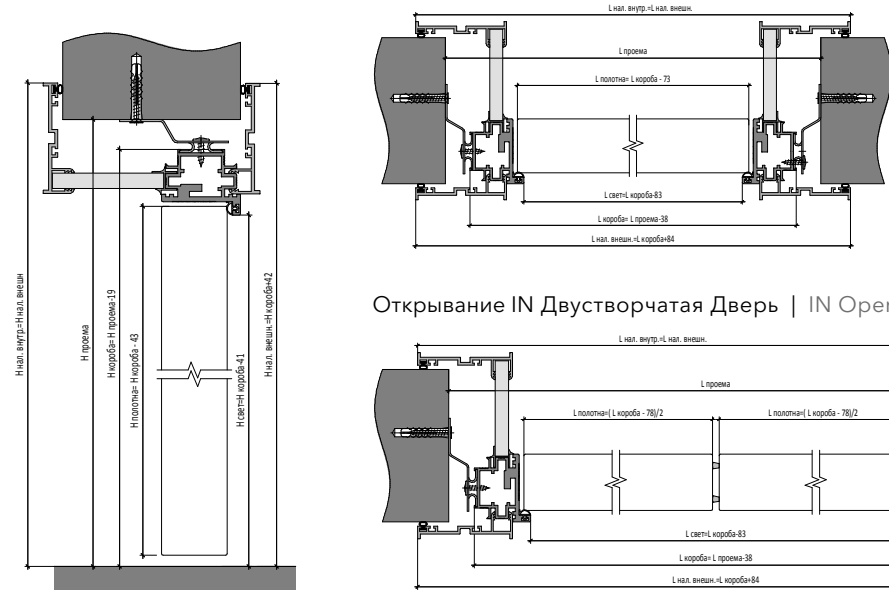 H нал. внутр.=H нал. внешн
H проема
H короба= H проема-19
H полотна= H короба - 43
H свет=H короба-41
H нал. внешн.=H короба+42
L нал. внутр.=L нал. внешн.
L проема
L полотна= L короба - 73
L свет=L короба-83
L короба= L проема-38
L нал. внешн.=L короба+84
Открывание IN Двустворчатая Дверь | IN Oper
L нал. внутр.=L нал. внешн.
L проема
L полотна=( L короба - 78)/2
L полотна=( L короба - 78)/2
L свет=L короба-83
L короба= L проема-38
L нал. внешн.=L короба+84